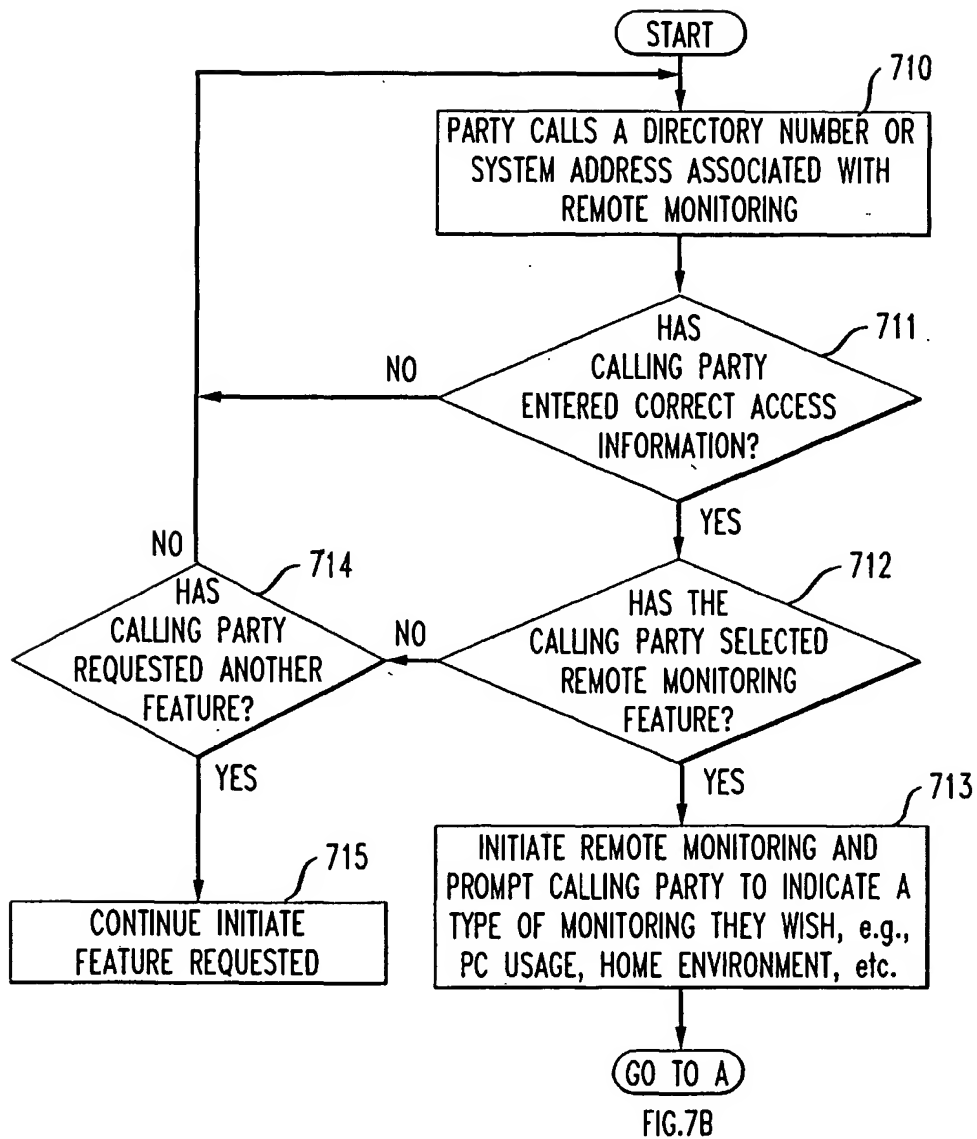 START
710
PARTY CALLS A DIRECTORY NUMBER OR
SYSTEM ADDRESS ASSOCIATED WITH
REMOTE MONITORING
711
HAS
CALLING PARTY
ENTERED CORRECT ACCESS
INFORMATION?
NO
YES
712
HAS THE
CALLING PARTY SELECTED
REMOTE MONITORING
FEATURE?
NO
YES
714
HAS
CALLING PARTY
REQUESTED ANOTHER
FEATURE?
NO
YES
715
CONTINUE INITIATE
FEATURE REQUESTED
713
INITIATE REMOTE MONITORING AND
PROMPT CALLING PARTY TO INDICATE A
TYPE OF MONITORING THEY WISH, e.g.,
PC USAGE, HOME ENVIRONMENT, etc.
GO TO A
FIG.7B